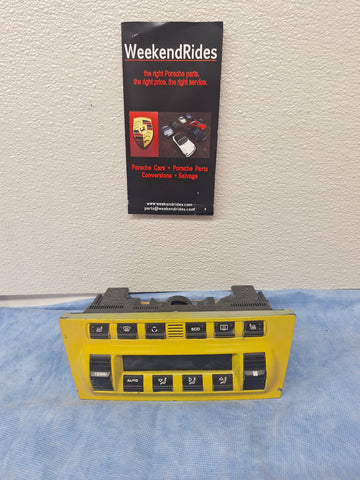 WeekendRides
the right Porsche parts.
the right price. the right service.
Porsche Cars • Porsche Parts
Conversions • Salvage
www.weekendrides.com
parts@weekendrides.com
ECO
TEMP
AUTO